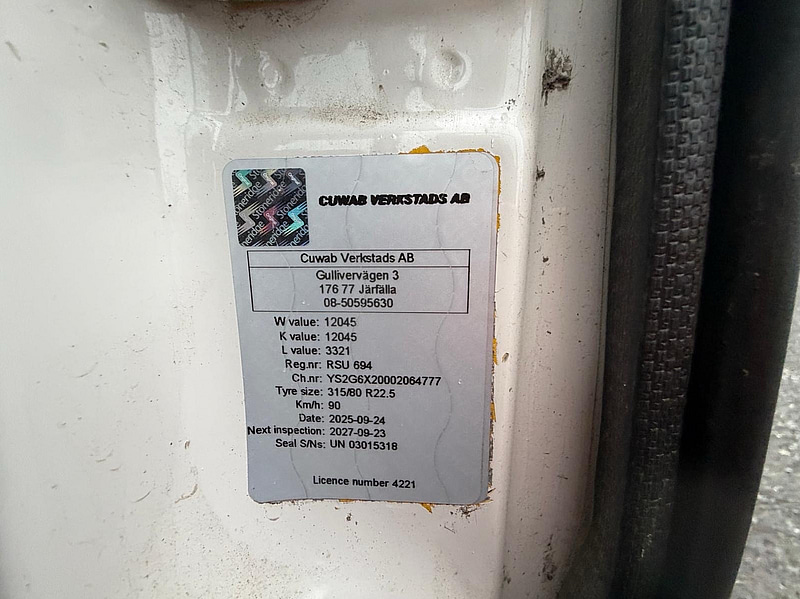 Stoneridge
CUWAB VERKSTADS AB
Cuwab Verkstads AB
Gullivervägen 3
176 77 Järfälla
08-50595630
W value: 12045
K value: 12045
L value: 3321
Reg.nr: RSU 694
Ch.nr: YS2G6X20002064777
Tyre size: 315/80 R22.5
Km/h: 90
Date: 2025-09-24
Next inspection: 2027-09-23
Seal S/Ns: UN 03015318
Licence number 4221